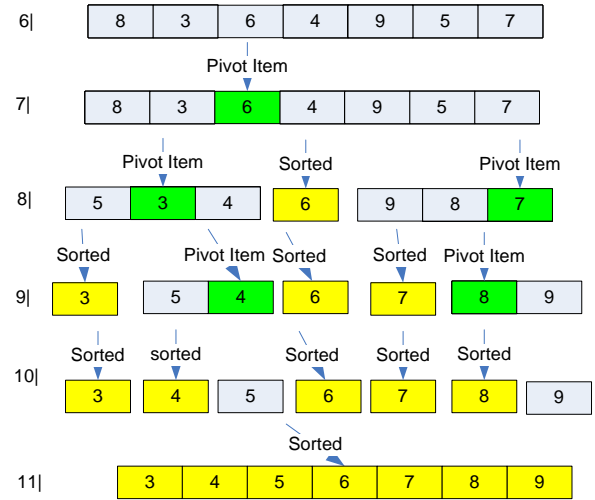 6| 8 3 6 4 9 5 7
Pivot Item
7| 8 3 6 4 9 5 7
Pivot Item Sorted Pivot Item
8| 5 3 4 6 9 8 7
Sorted Pivot Item Sorted Sorted Pivot Item
9| 3 5 4 6 7 8 9
Sorted sorted Sorted Sorted Sorted
10| 3 4 5 6 7 8 9
Sorted
11| 3 4 5 6 7 8 9